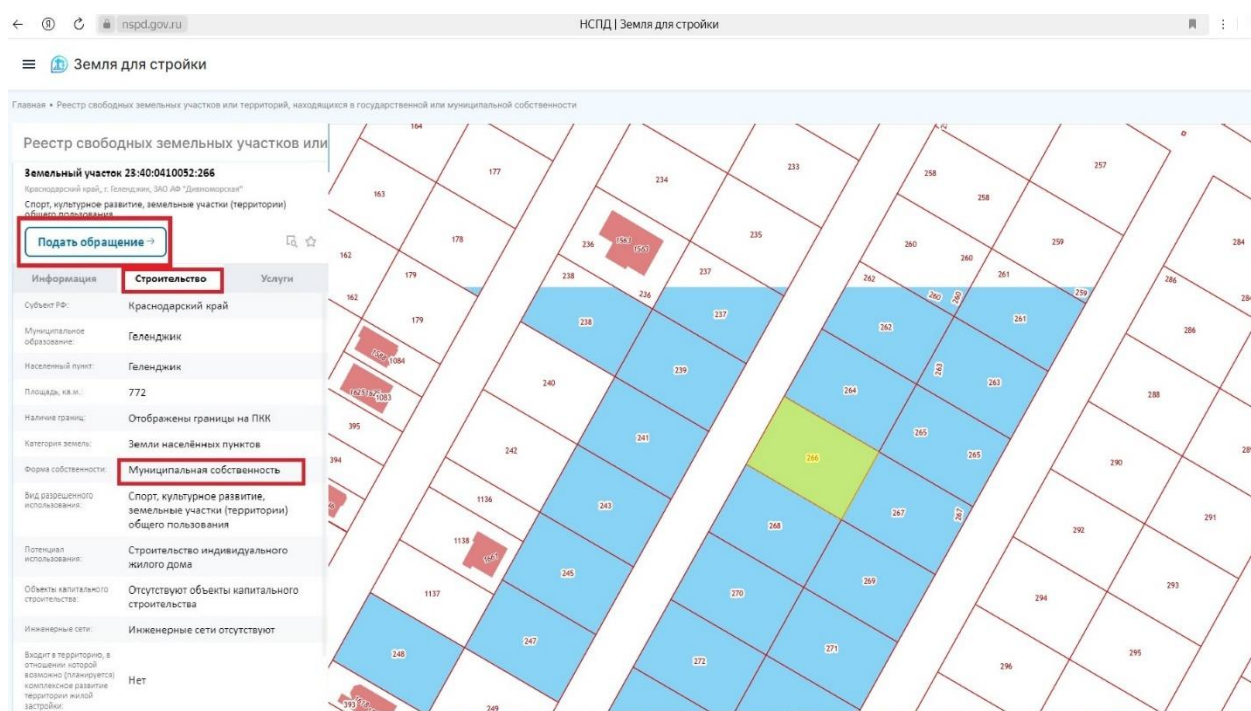 nspd.gov.ru
НСПД | Земля для стройки
Земля для стройки
Главная • Реестр свободных земельных участков или территорий, находящихся в государственной или муниципальной собственности
Реестр свободных земельных участков или
Земельный участок 23:40:0410052:266
Краснодарский край, г. Геленджик, ЗАО АФ "Дивноморская"
Спорт, культурное развитие, земельные участки (территории)
общего пользования
Подать обращение →
Информация Строительство Услуги
Субъект РФ: Краснодарский край
Муниципальное
образование: Геленджик
Населенный пункт: Геленджик
Площадь, кв.м.: 772
Наличие границ: Отображены границы на ПКК
Категория земель: Земли населённых пунктов
Форма собственности: Муниципальная собственность
Вид разрешенного
использования:
Спорт, культурное развитие,
земельные участки (территории)
общего пользования
Потенциал
использования:
Строительство индивидуального
жилого дома
Объекты капитального
строительства:
Отсутствуют объекты капитального
строительства
Инженерные сети: Инженерные сети отсутствуют
Входит в территорию, в
отношении которой
возможно (планируется)
комплексное развитие
территории жилой
застройки:
Нет
164
177
163
178
162
179
162
179
1084
1083
395
394
233
234
235
236
1563
1560
237
238
236
238
237
239
240
241
242
243
1136
1138
1661
1137
245
247
248
249
393
257
258
258
259
260
260
261
262
260
260
259
261
262
263
263
264
265
265
266
267
267
268
269
270
271
272
284
286
286
288
290
291
292
293
294
295
296